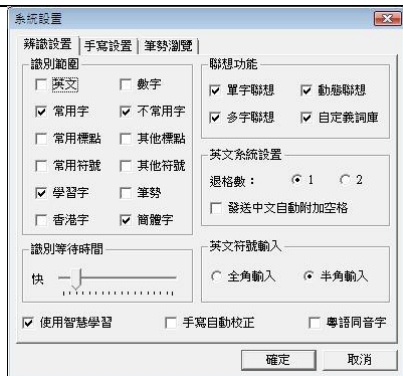 系統設置
辨識設置 手寫設置 筆勢瀏覽
識別範圍
英文 數字
常用字 不常用字
常用標點 其他標點
常用符號 其他符號
學習字 筆勢
香港字 簡體字
聯想功能
單字聯想 動態聯想
多字聯想 自定義詞庫
英文系統設置
退格數： 1 2
發送中文自動附加空格
識別等待時間
快
英文符號輸入
全角輸入 半角輸入
使用智慧學習 手寫自動校正 粵語同音字
確定 取消